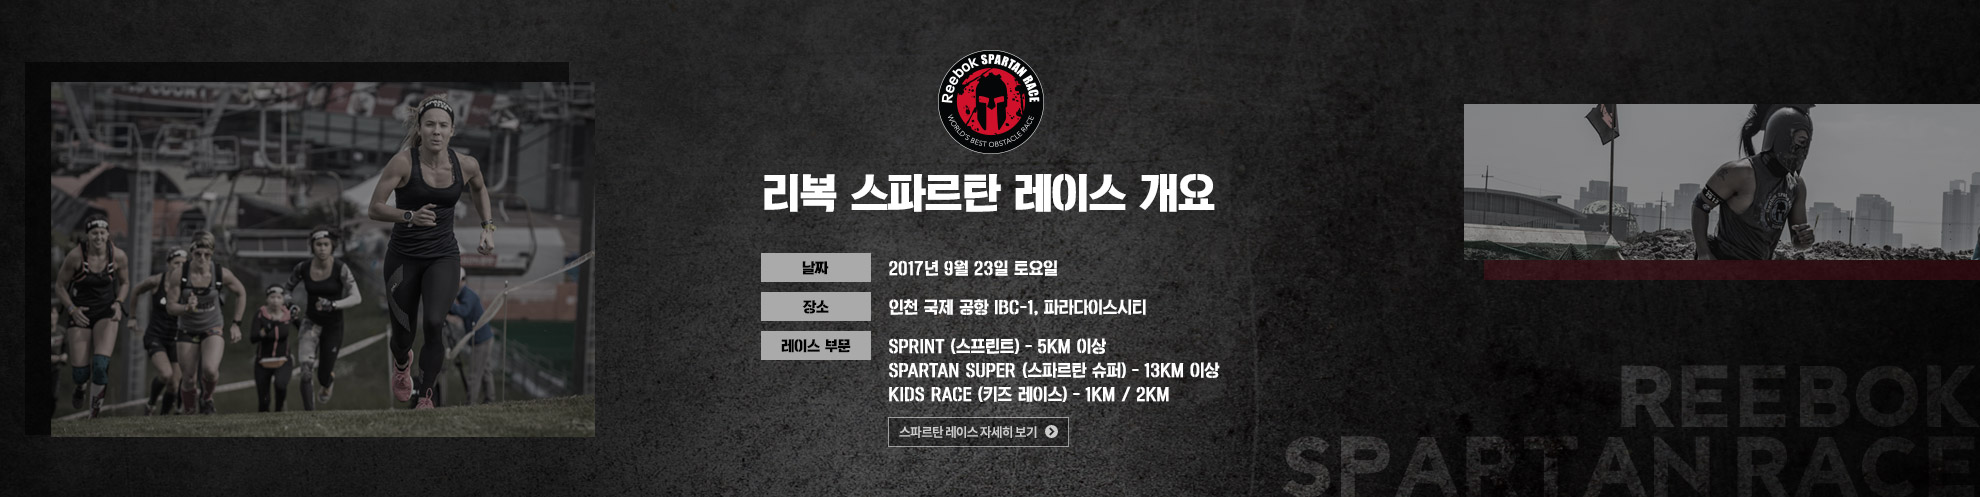 Reebok SPARTAN RACE
WORLD'S BEST OBSTACLE RACE
리복 스파르탄 레이스 개요
날짜 2017년 9월 23일 토요일
장소 인천 국제 공항 IBC-1, 파라다이스시티
레이스 부문 SPRINT (스프린트) - 5KM 이상
SPARTAN SUPER (스파르탄 슈퍼) - 13KM 이상
KIDS RACE (키즈 레이스) - 1KM / 2KM
스파르탄 레이스 자세히 보기
REEBOK
SPARTAN RACE